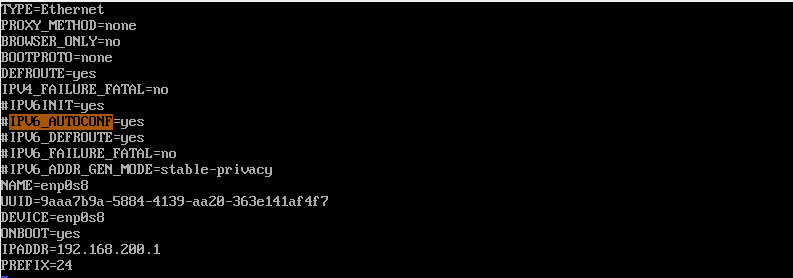 TYPE=Ethernet
PROXY_METHOD=none
BROWSER_ONLY=no
BOOTPROTO=none
DEFROUTE=yes
IPV4_FAILURE_FATAL=no
#IPV6INIT=yes
#IPV6_AUTOCONF=yes
#IPV6_DEFROUTE=yes
#IPV6_FAILURE_FATAL=no
#IPV6_ADDR_GEN_MODE=stable-privacy
NAME=enp0s8
UUID=9aaa7b9a-5884-4139-aa20-363e141af4f7
DEVICE=enp0s8
ONBOOT=yes
IPADDR=192.168.200.1
PREFIX=24